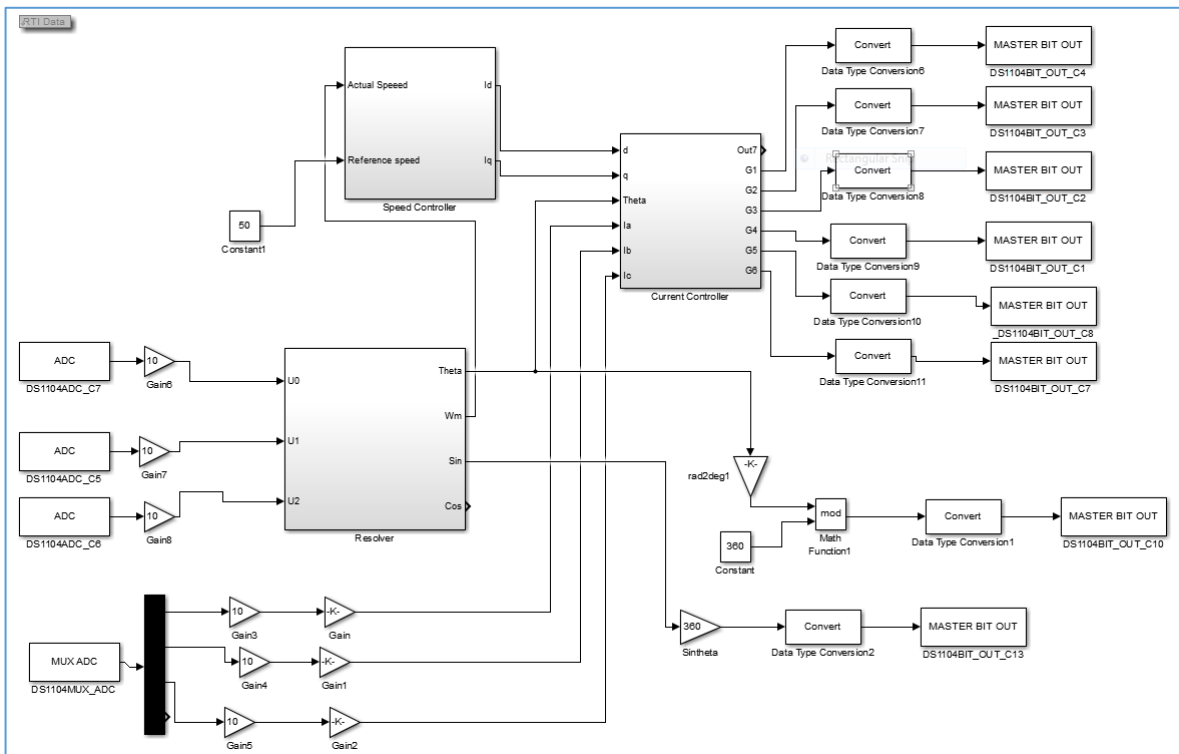 RTI Data
Actual Speeed
Id
Reference speed
Iq
Speed Controller
50
Constant1
d
q
Theta
Ia
Ib
Ic
Out7
G1
G2
G3
G4
G5
G6
Current Controller
Convert
Data Type Conversion6
MASTER BIT OUT
DS1104BIT_OUT_C4
Convert
Data Type Conversion7
MASTER BIT OUT
DS1104BIT_OUT_C3
Rectangular Snip
Convert
Data Type Conversion8
MASTER BIT OUT
DS1104BIT_OUT_C2
Convert
Data Type Conversion9
MASTER BIT OUT
DS1104BIT_OUT_C1
Convert
Data Type Conversion10
MASTER BIT OUT
DS1104BIT_OUT_C8
Convert
Data Type Conversion11
MASTER BIT OUT
DS1104BIT_OUT_C7
ADC
DS1104ADC_C7
10
Gain6
ADC
DS1104ADC_C5
10
Gain7
ADC
DS1104ADC_C6
10
Gain8
U0
U1
U2
Theta
Wm
Sin
Cos
Resolver
-K-
rad2deg1
360
Constant
mod
Math
Function1
Convert
Data Type Conversion1
MASTER BIT OUT
DS1104BIT_OUT_C10
360
Sintheta
Convert
Data Type Conversion2
MASTER BIT OUT
DS1104BIT_OUT_C13
MUX ADC
DS1104MUX_ADC
10
Gain3
-K-
Gain
10
Gain4
-K-
Gain1
10
Gain5
-K-
Gain2